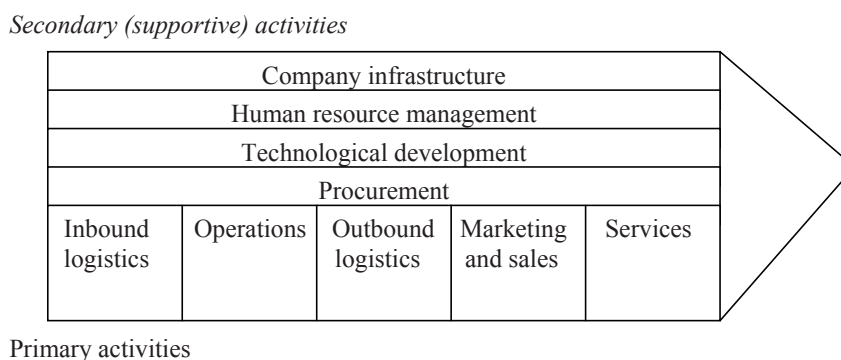 Secondary (supportive) activities
Company infrastructure
Human resource management
Technological development
Procurement
Inbound
logistics
Operations
Outbound
logistics
Marketing
and sales
Services
Primary activities